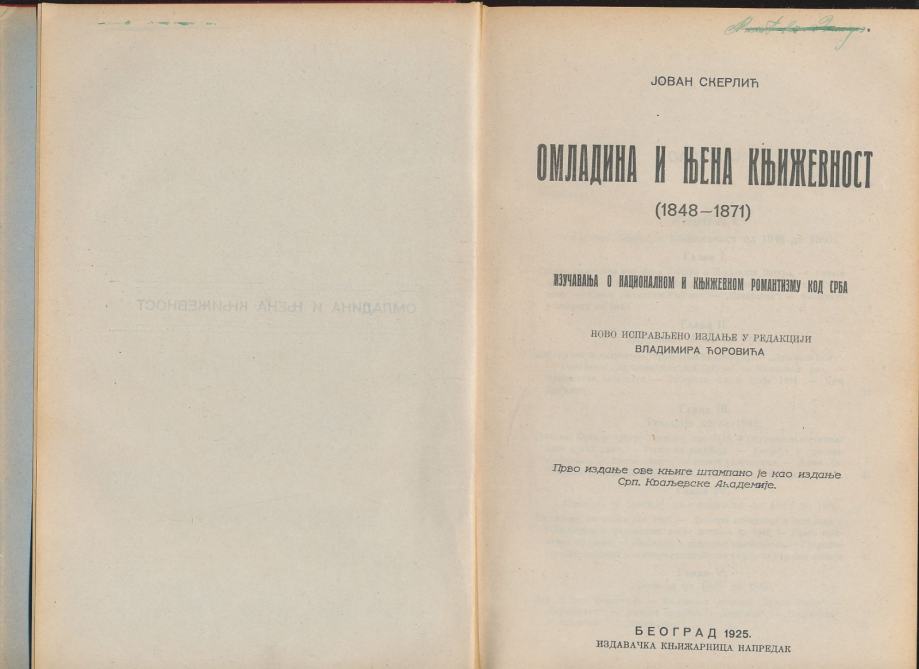 ЈОВАН СКЕРЛИЋ
ОМЛАДИНА И ЊЕНА КЊИЖЕВНОСТ
(1848—1871)
ИЗУЧАВАЊА О НАЦИОНАЛНОМ И КЊИЖЕВНОМ РОМАНТИЗМУ КОД СРБА
НОВО ИСПРАВЉЕНО ИЗДАЊЕ У РЕДАКЦИЈИ
ВЛАДИМИРА ЋОРОВИЋА
Прво издање ове књиге штампано је као издање
Срп. Краљевске Академије.
БЕОГРАД 1925.
ИЗДАВАЧКА КЊИЖАРНИЦА НАПРЕДАК